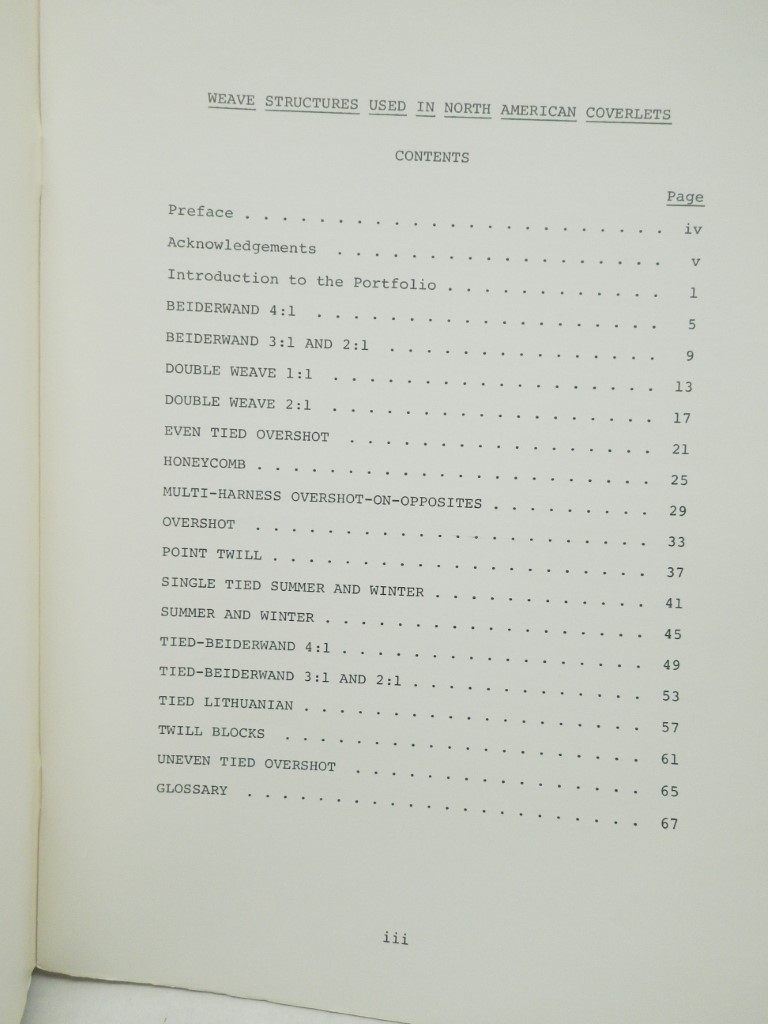 WEAVE STRUCTURES USED IN NORTH AMERICAN COVERLETS
CONTENTS
Page
Preface . . . . . . . . . . . . . . . . . . . . . . . iv
Acknowledgements . . . . . . . . . . . . . . . . . . v
Introduction to the Portfolio . . . . . . . . . . . . 1
BEIDERWAND 4:1 . . . . . . . . . . . . . . . . . . . 5
BEIDERWAND 3:1 AND 2:1 . . . . . . . . . . . . . . . 9
DOUBLE WEAVE 1:1 . . . . . . . . . . . . . . . . . . 13
DOUBLE WEAVE 2:1 . . . . . . . . . . . . . . . . . . 17
EVEN TIED OVERSHOT . . . . . . . . . . . . . . . . . 21
HONEYCOMB . . . . . . . . . . . . . . . . . . . . . . 25
MULTI-HARNESS OVERSHOT-ON-OPPOSITES . . . . . . . . . 29
OVERSHOT . . . . . . . . . . . . . . . . . . . . . . 33
POINT TWILL . . . . . . . . . . . . . . . . . . . . . 37
SINGLE TIED SUMMER AND WINTER . . . . . . . . . . . . 41
SUMMER AND WINTER . . . . . . . . . . . . . . . . . . 45
TIED-BEIDERWAND 4:1 . . . . . . . . . . . . . . . . . 49
TIED-BEIDERWAND 3:1 AND 2:1 . . . . . . . . . . . . . 53
TIED LITHUANIAN . . . . . . . . . . . . . . . . . . . 57
TWILL BLOCKS . . . . . . . . . . . . . . . . . . . . 61
UNEVEN TIED OVERSHOT . . . . . . . . . . . . . . . . 65
GLOSSARY . . . . . . . . . . . . . . . . . . . . . . 67
iii